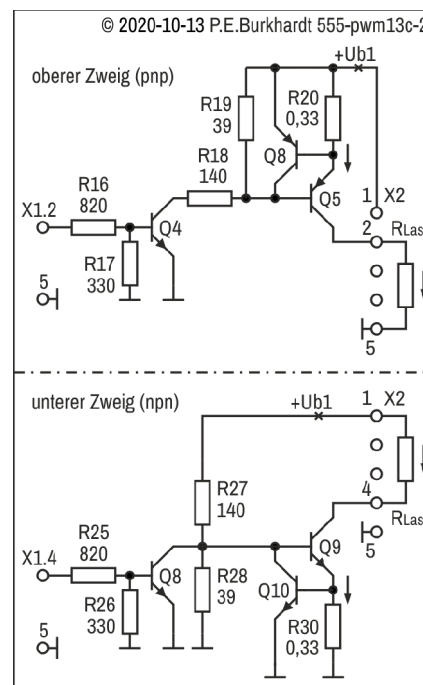 © 2020-10-13 P.E.Burkhardt 555-pwm13c-2
+Ub1
oberer Zweig (pnp)
R19
39
R20
0,33
R18
140
Q8
Q5
1 X2
R16
820
X1.2
Q4
2 RLas
R17
330
5
5
unterer Zweig (npn)
+Ub1
1 X2
R27
140
4
R25
820
Q9
RLas
X1.4
Q8
R28
39
Q10
5
R26
330
R30
0,33
5